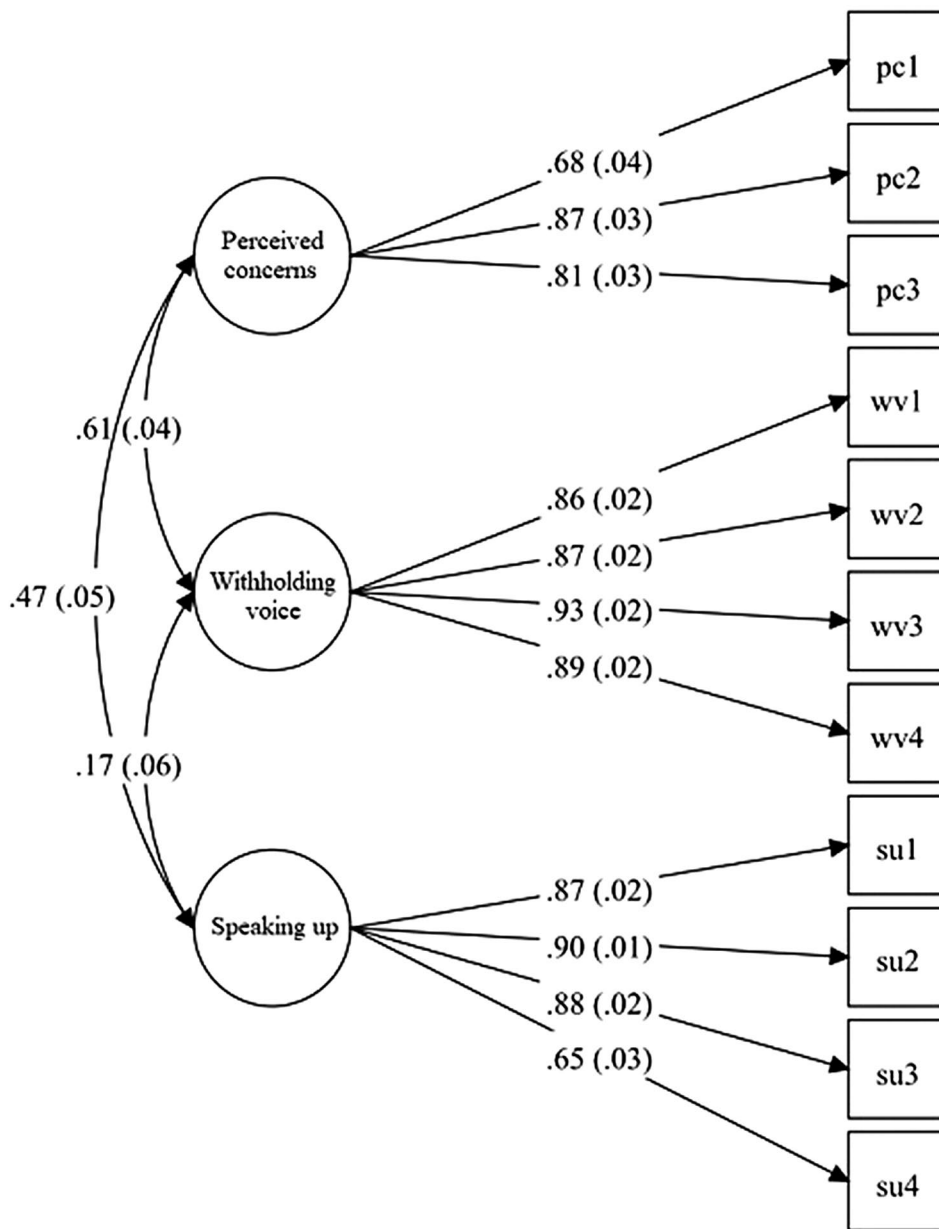 pc1
.68 (.04)
pc2
Perceived
concerns
.87 (.03)
.81 (.03)
pc3
wv1
.61 (.04)
.86 (.02)
wv2
Withholding
voice
.87 (.02)
.47 (.05)
.93 (.02)
wv3
.89 (.02)
wv4
.17 (.06)
su1
.87 (.02)
Speaking up
.90 (.01)
su2
.88 (.02)
su3
.65 (.03)
su4